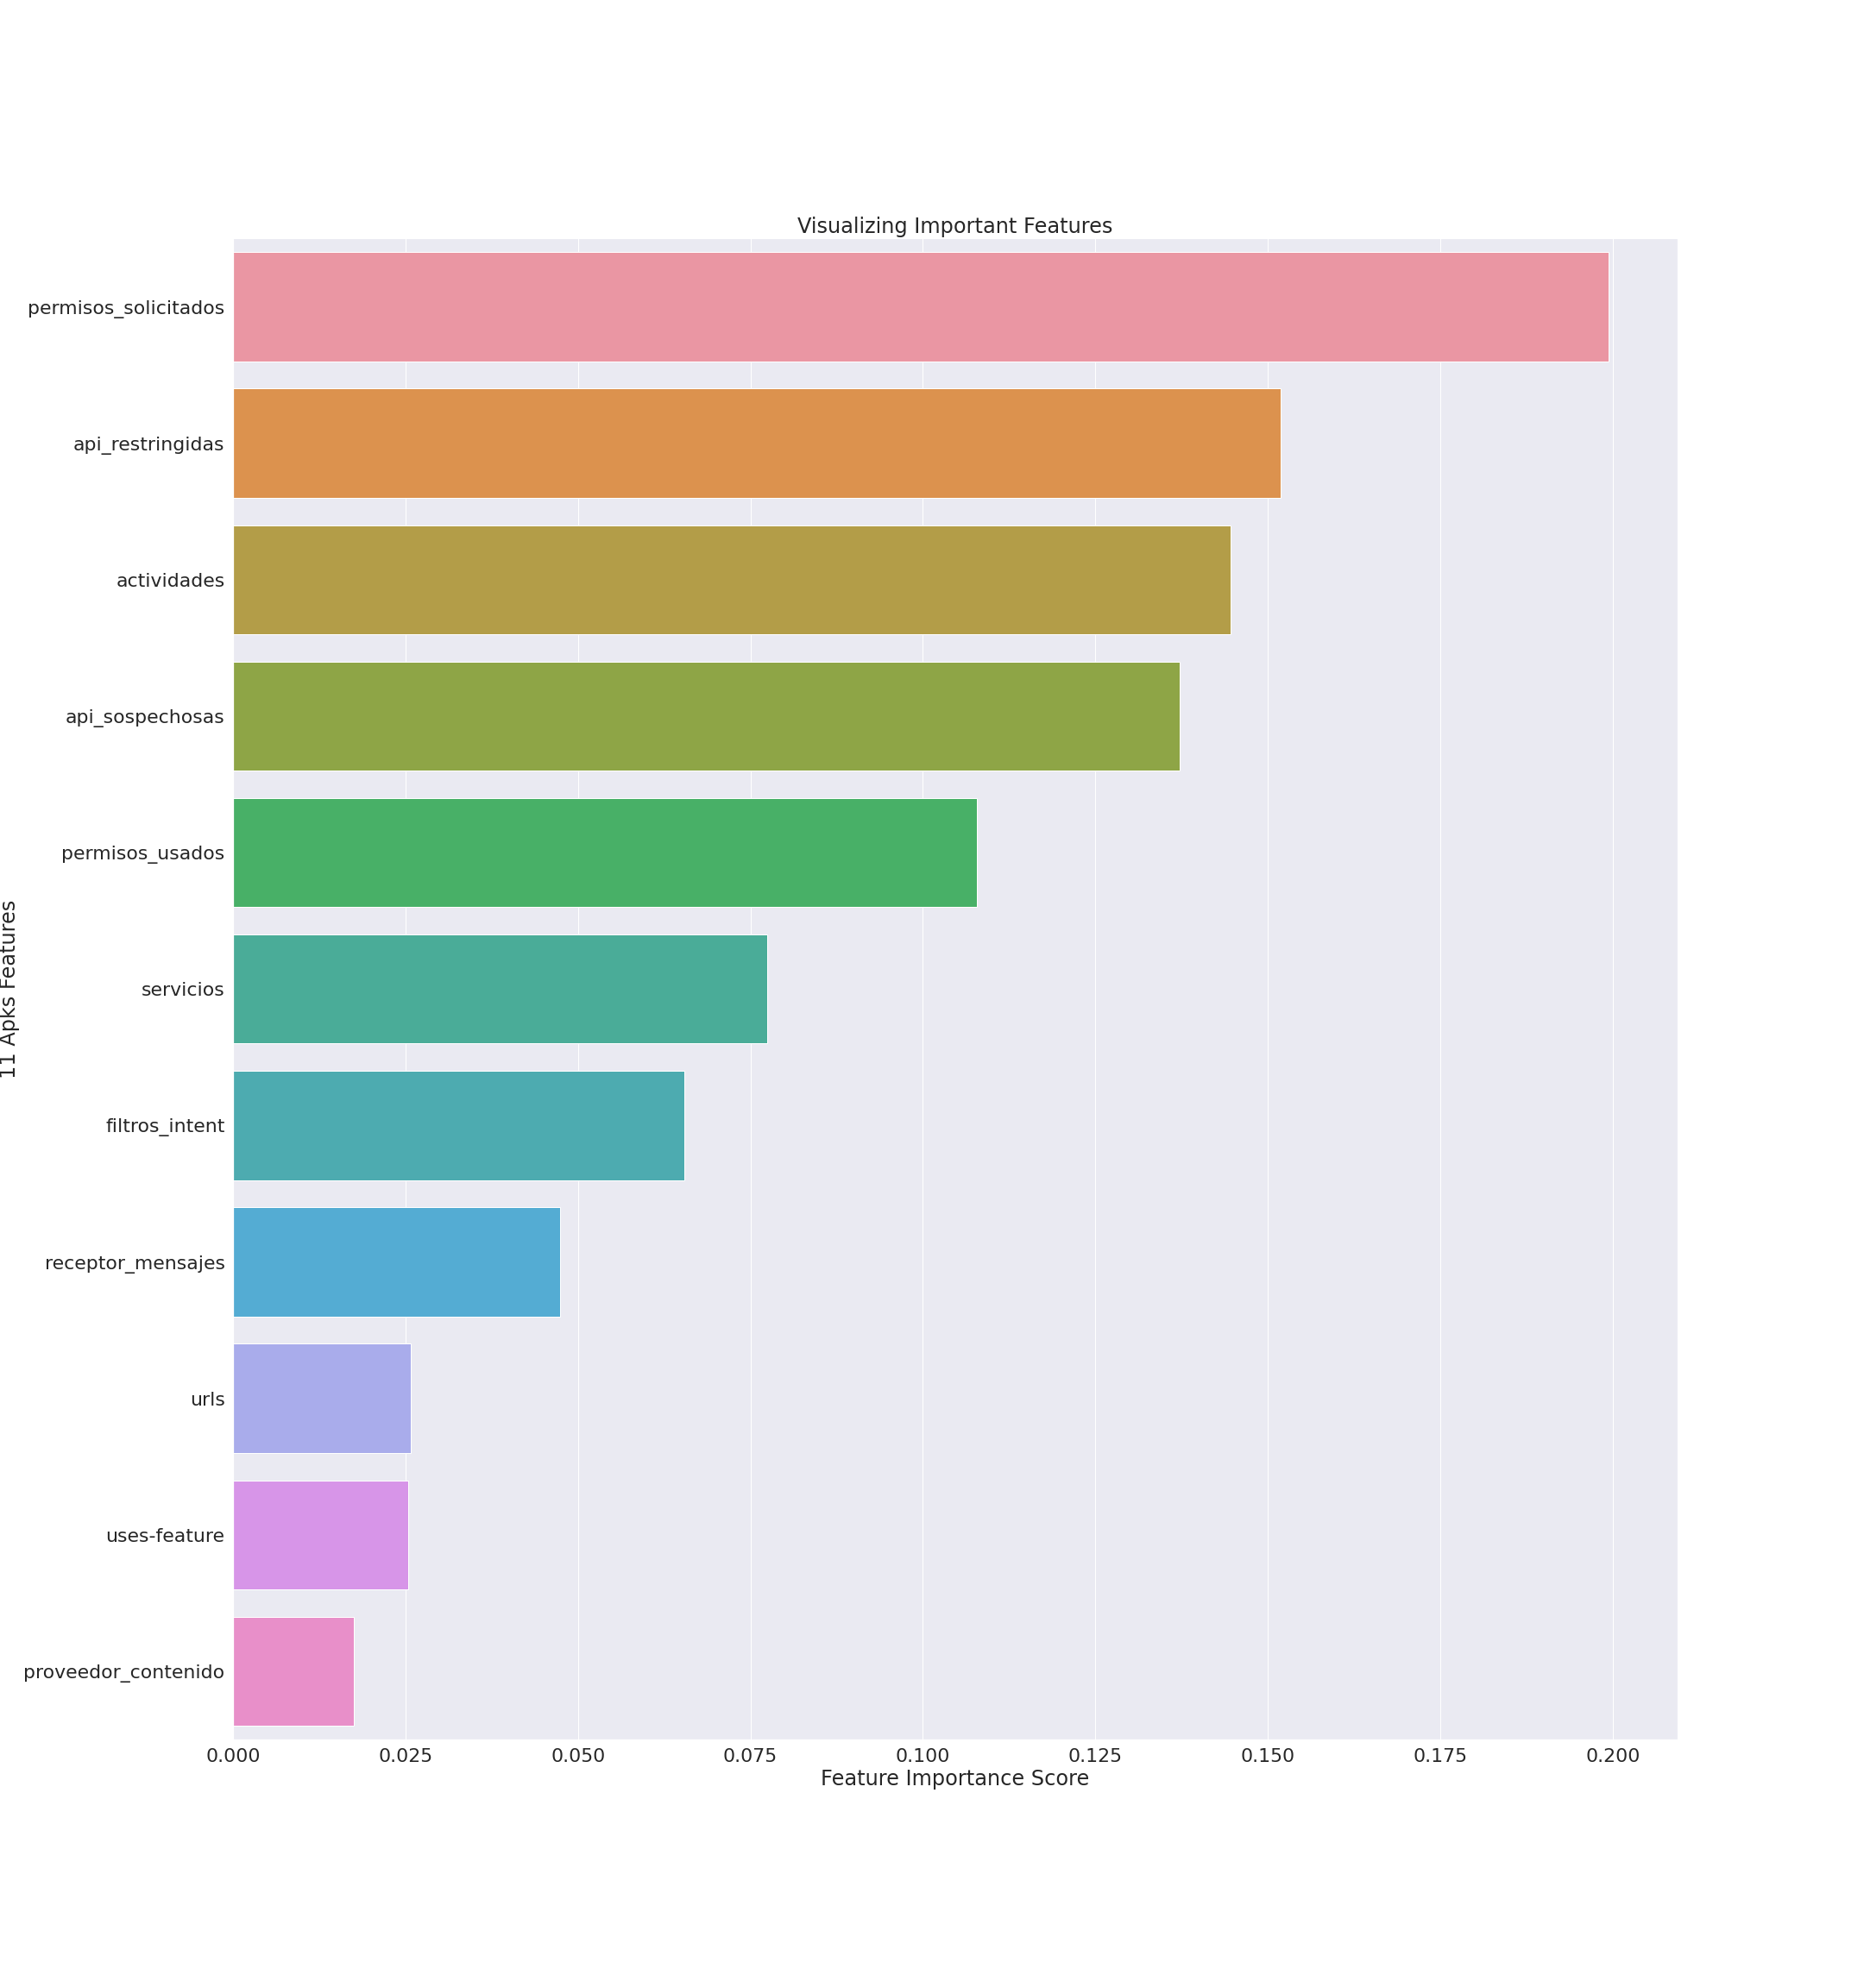 Visualizing Important Features
permisos_solicitados
api_restringidas
actividades
api_sospechosas
permisos_usados
servicios
filtros_intent
receptor_mensajes
urls
uses-feature
proveedor_contenido
11 Apks Features
0.000 0.025 0.050 0.075 0.100 0.125 0.150 0.175 0.200
Feature Importance Score